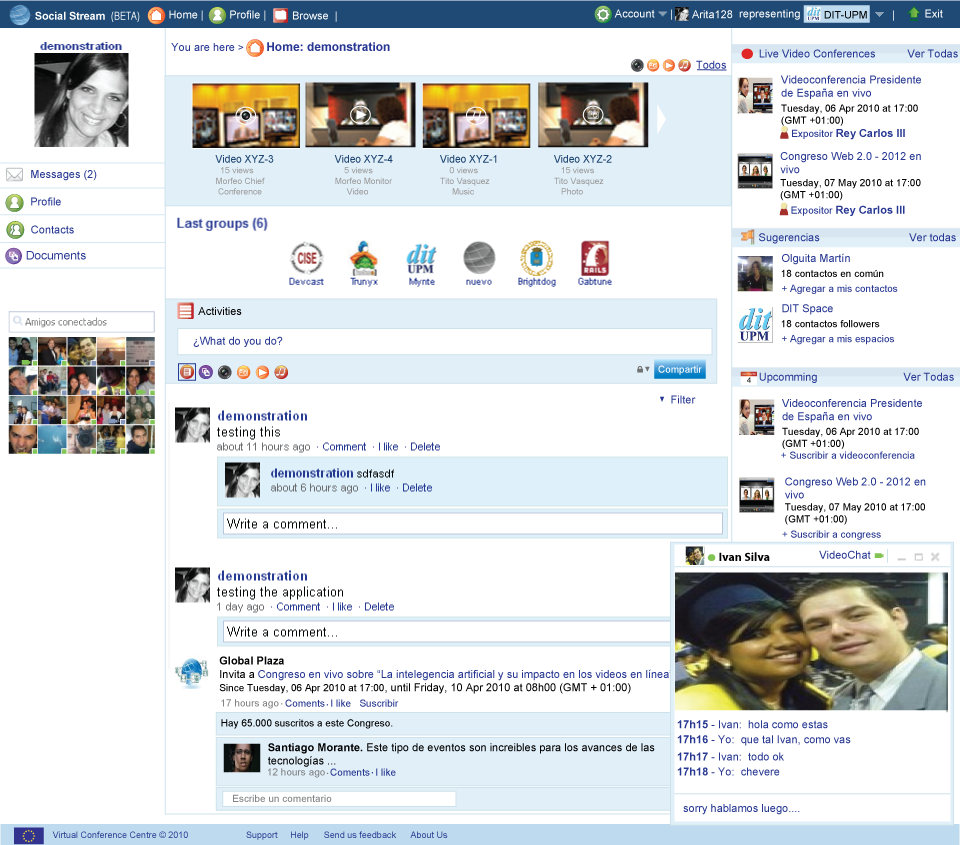 Social Stream (BETA) Home | Profile | Browse |
Account | Arita128 representing dit UPM DIT-UPM | Exit
demonstration
Messages (2)
Profile
Contacts
Documents
Amigos conectados
You are here > Home: demonstration
Todos
Video XYZ-3
15 views
Morfeo Chief
Conference
Video XYZ-4
5 views
Morfeo Monitor
Video
Video XYZ-1
0 views
Tito Vasquez
Music
Video XYZ-2
15 views
Tito Vasquez
Photo
Last groups (6)
CISE
Devcast
Trunyx
dit
UPM
Mynte
nuevo
Brightdog
RAILS
Gabtune
Activities
¿What do you do?
Compartir
Filter
demonstration
testing this
about 11 hours ago · Comment · I like · Delete
demonstration sdfasdf
about 6 hours ago · I like · Delete
Write a comment...
demonstration
testing the application
1 day ago · Comment · I like · Delete
Write a comment...
Global Plaza
Invita a Congreso en vivo sobre “La intelegencia artificial y su impacto en los videos en línea
Since Tuesday, 06 Apr 2010 at 17:00, until Friday, 10 Apr 2010 at 08h00 (GMT + 01:00)
17 hours ago · Coments · I like Suscribir
Hay 65.000 suscritos a este Congreso.
Santiago Morante. Este tipo de eventos son increibles para los avances de las
tecnologías ...
12 hours ago · Coments · I like
Escribe un comentario
Live Video Conferences Ver Todas
Videoconferencia Presidente
de España en vivo
Tuesday, 06 Apr 2010 at 17:00
(GMT +01:00)
Expositor Rey Carlos III
Congreso Web 2.0 - 2012 en
vivo
Tuesday, 07 May 2010 at 17:00
(GMT +01:00)
Expositor Rey Carlos III
Sugerencias Ver todas
Olguita Martín
18 contactos en común
+ Agregar a mis contactos
dit
UPM
DIT Space
18 contactos followers
+ Agregar a mis espacios
4 Upcomming Ver Todas
Videoconferencia Presidente
de España en vivo
Tuesday, 06 Apr 2010 at 17:00
(GMT +01:00)
+ Suscribir a videoconferencia
Congreso Web 2.0 - 2012 en
vivo
Tuesday, 07 May 2010 at 17:00
(GMT +01:00)
+ Suscribir a congress
Ivan Silva VideoChat
17h15 - Ivan: hola como estas
17h16 - Yo: que tal Ivan, como vas
17h17 - Ivan: todo ok
17h18 - Yo: chevere
sorry hablamos luego....
Virtual Conference Centre © 2010 Support Help Send us feedback About Us